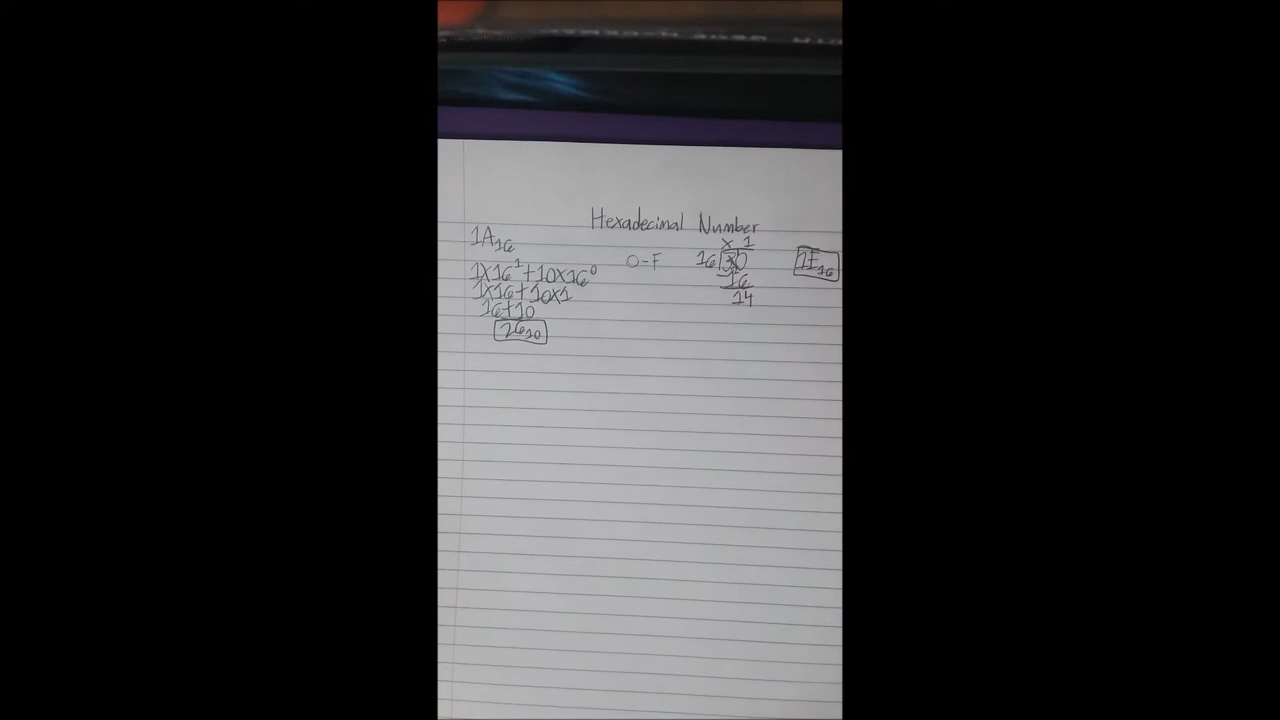 Hexadecimal Number
1A₁₆
1x16¹+10x16⁰
1x16+10x1
16+10
26₁₀
0-F
x 1
16 30
16
14
1E₁₆